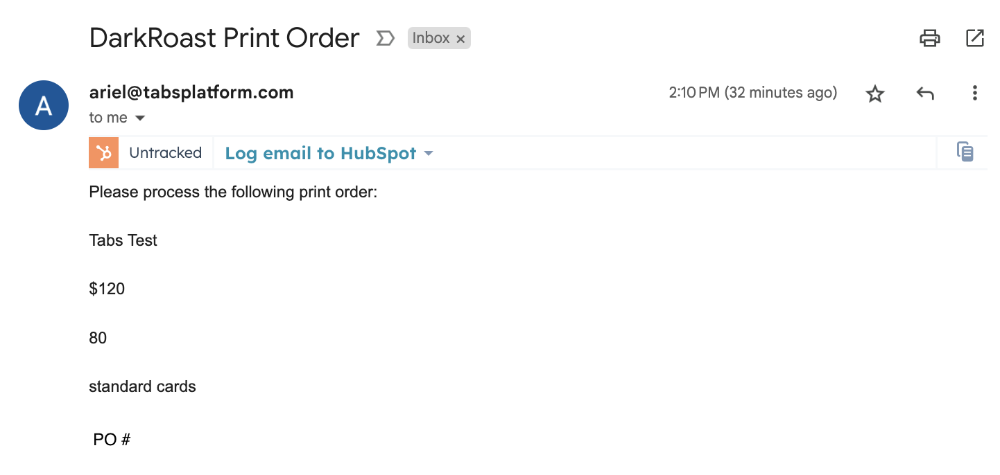 DarkRoast Print Order Inbox ×
A
ariel@tabsplatform.com 2:10 PM (32 minutes ago)
to me
Untracked Log email to HubSpot
Please process the following print order:
Tabs Test
$120
80
standard cards
PO #